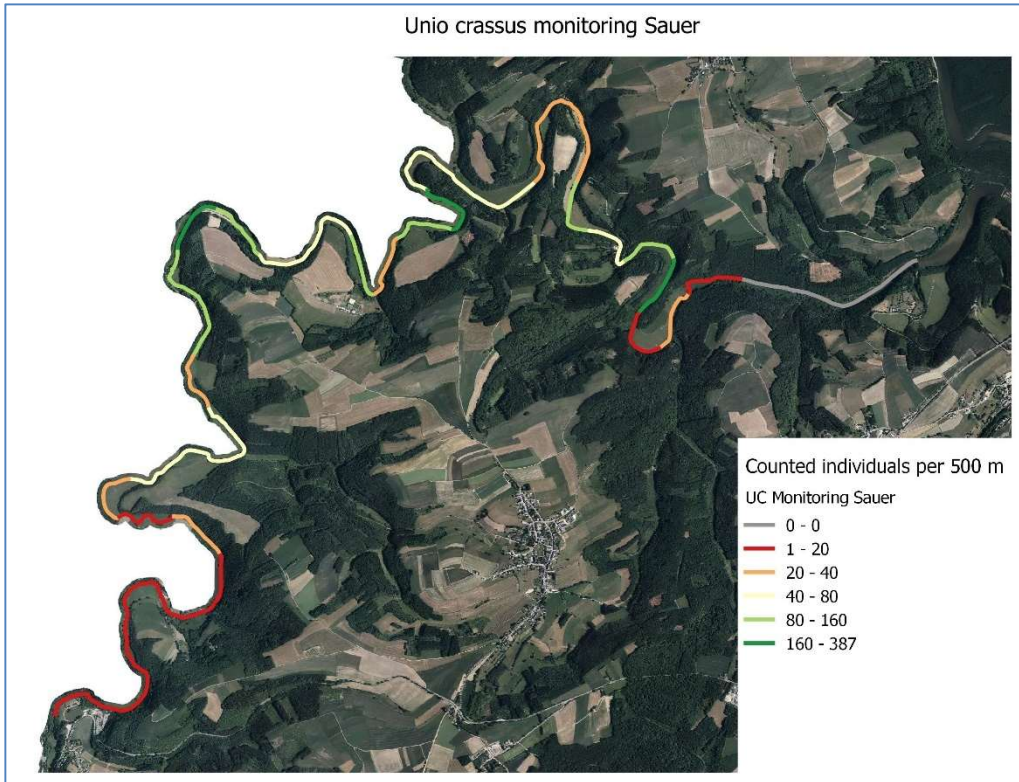 Unio crassus monitoring Sauer
Counted individuals per 500 m
UC Monitoring Sauer
0 - 0
1 - 20
20 - 40
40 - 80
80 - 160
160 - 387